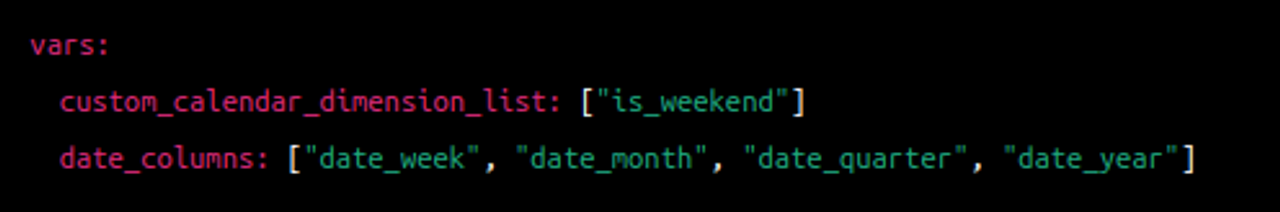 vars:
custom_calendar_dimension_list: ["is_weekend"]
date_columns: ["date_week", "date_month", "date_quarter", "date_year"]